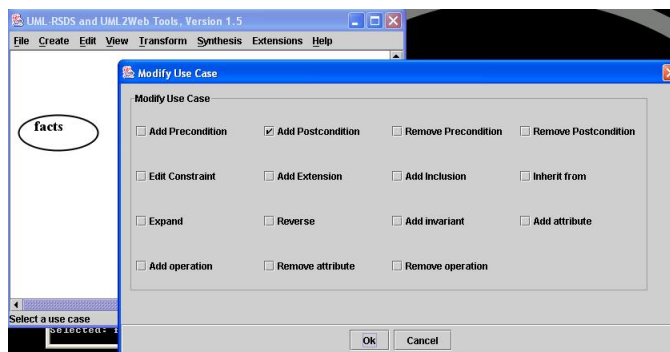 UML-RSDS and UML2Web Tools, Version 1.5
File Create Edit View Transform Synthesis Extensions Help
Modify Use Case
Modify Use Case
facts
Add Precondition Add Postcondition Remove Precondition Remove Postcondition
Edit Constraint Add Extension Add Inclusion Inherit from
Expand Reverse Add invariant Add attribute
Add operation Remove attribute Remove operation
Select a use case
Selected:
Ok Cancel